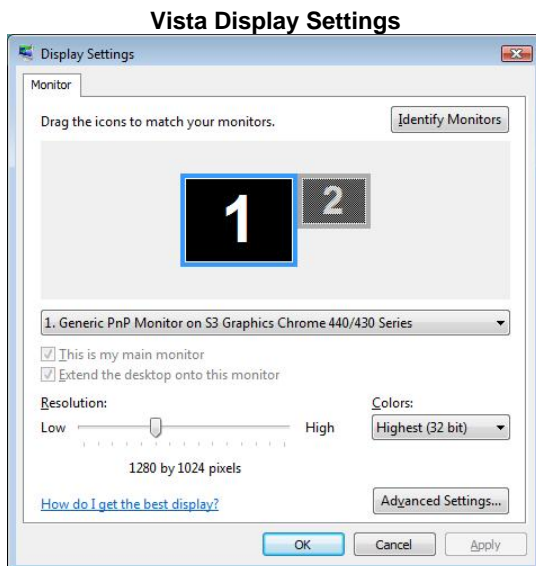 Vista Display Settings
Display Settings
Monitor
Drag the icons to match your monitors.
Identify Monitors
1
2
1. Generic PnP Monitor on S3 Graphics Chrome 440/430 Series
This is my main monitor
Extend the desktop onto this monitor
Resolution:
Colors:
Low
High
Highest (32 bit)
1280 by 1024 pixels
How do I get the best display?
Advanced Settings...
OK
Cancel
Apply